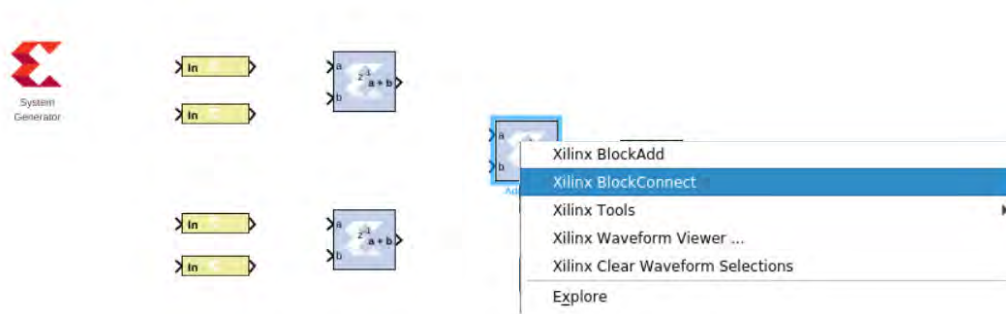 System
Generator
In
In
a
b
z-1
a + b
a
b
Xilinx BlockAdd
Xilinx BlockConnect
Xilinx Tools
Xilinx Waveform Viewer ...
Xilinx Clear Waveform Selections
Explore
In
In
a
b
z-1
a + b